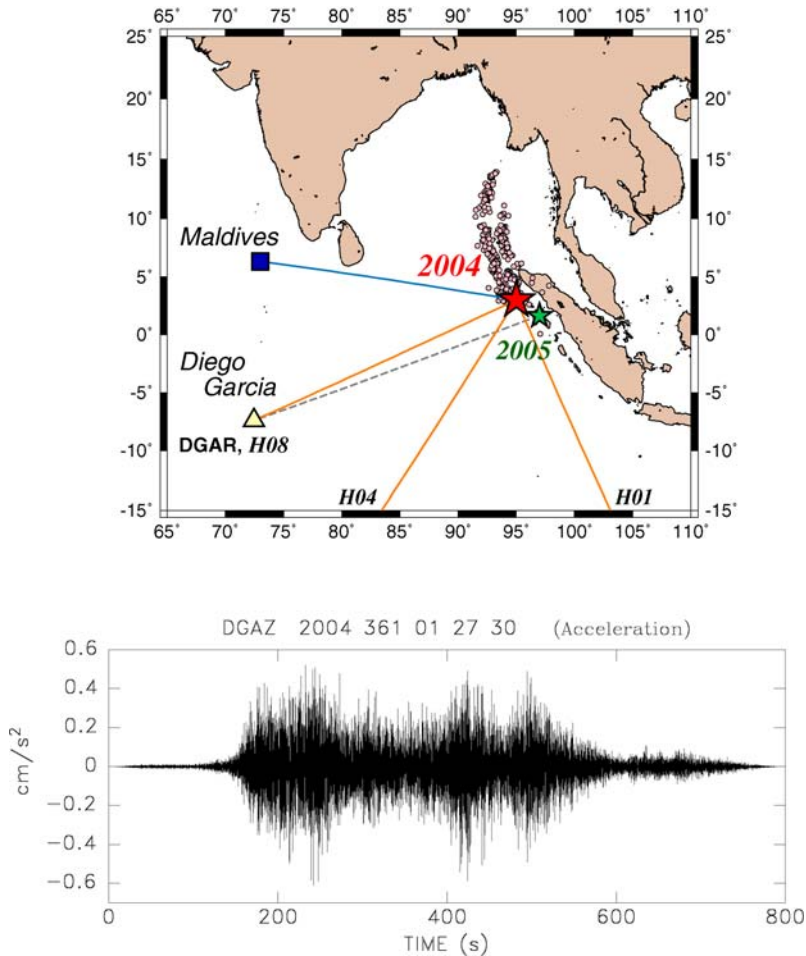 65˚ 70˚ 75˚ 80˚ 85˚ 90˚ 95˚ 100˚ 105˚ 110˚
25˚ 25˚
20˚ 20˚
15˚ 15˚
10˚ 10˚
Maldives
2004
5˚ 5˚
0˚ 0˚
2005
Diego
Garcia
-5˚ -5˚
DGAR, H08
-10˚ -10˚
H04 H01
-15˚ -15˚
65˚ 70˚ 75˚ 80˚ 85˚ 90˚ 95˚ 100˚ 105˚ 110˚
DGAZ 2004 361 01 27 30 (Acceleration)
0.6
0.4
0.2
0
-0.2
-0.4
-0.6
cm/s²
0 200 400 600 800
TIME (s)